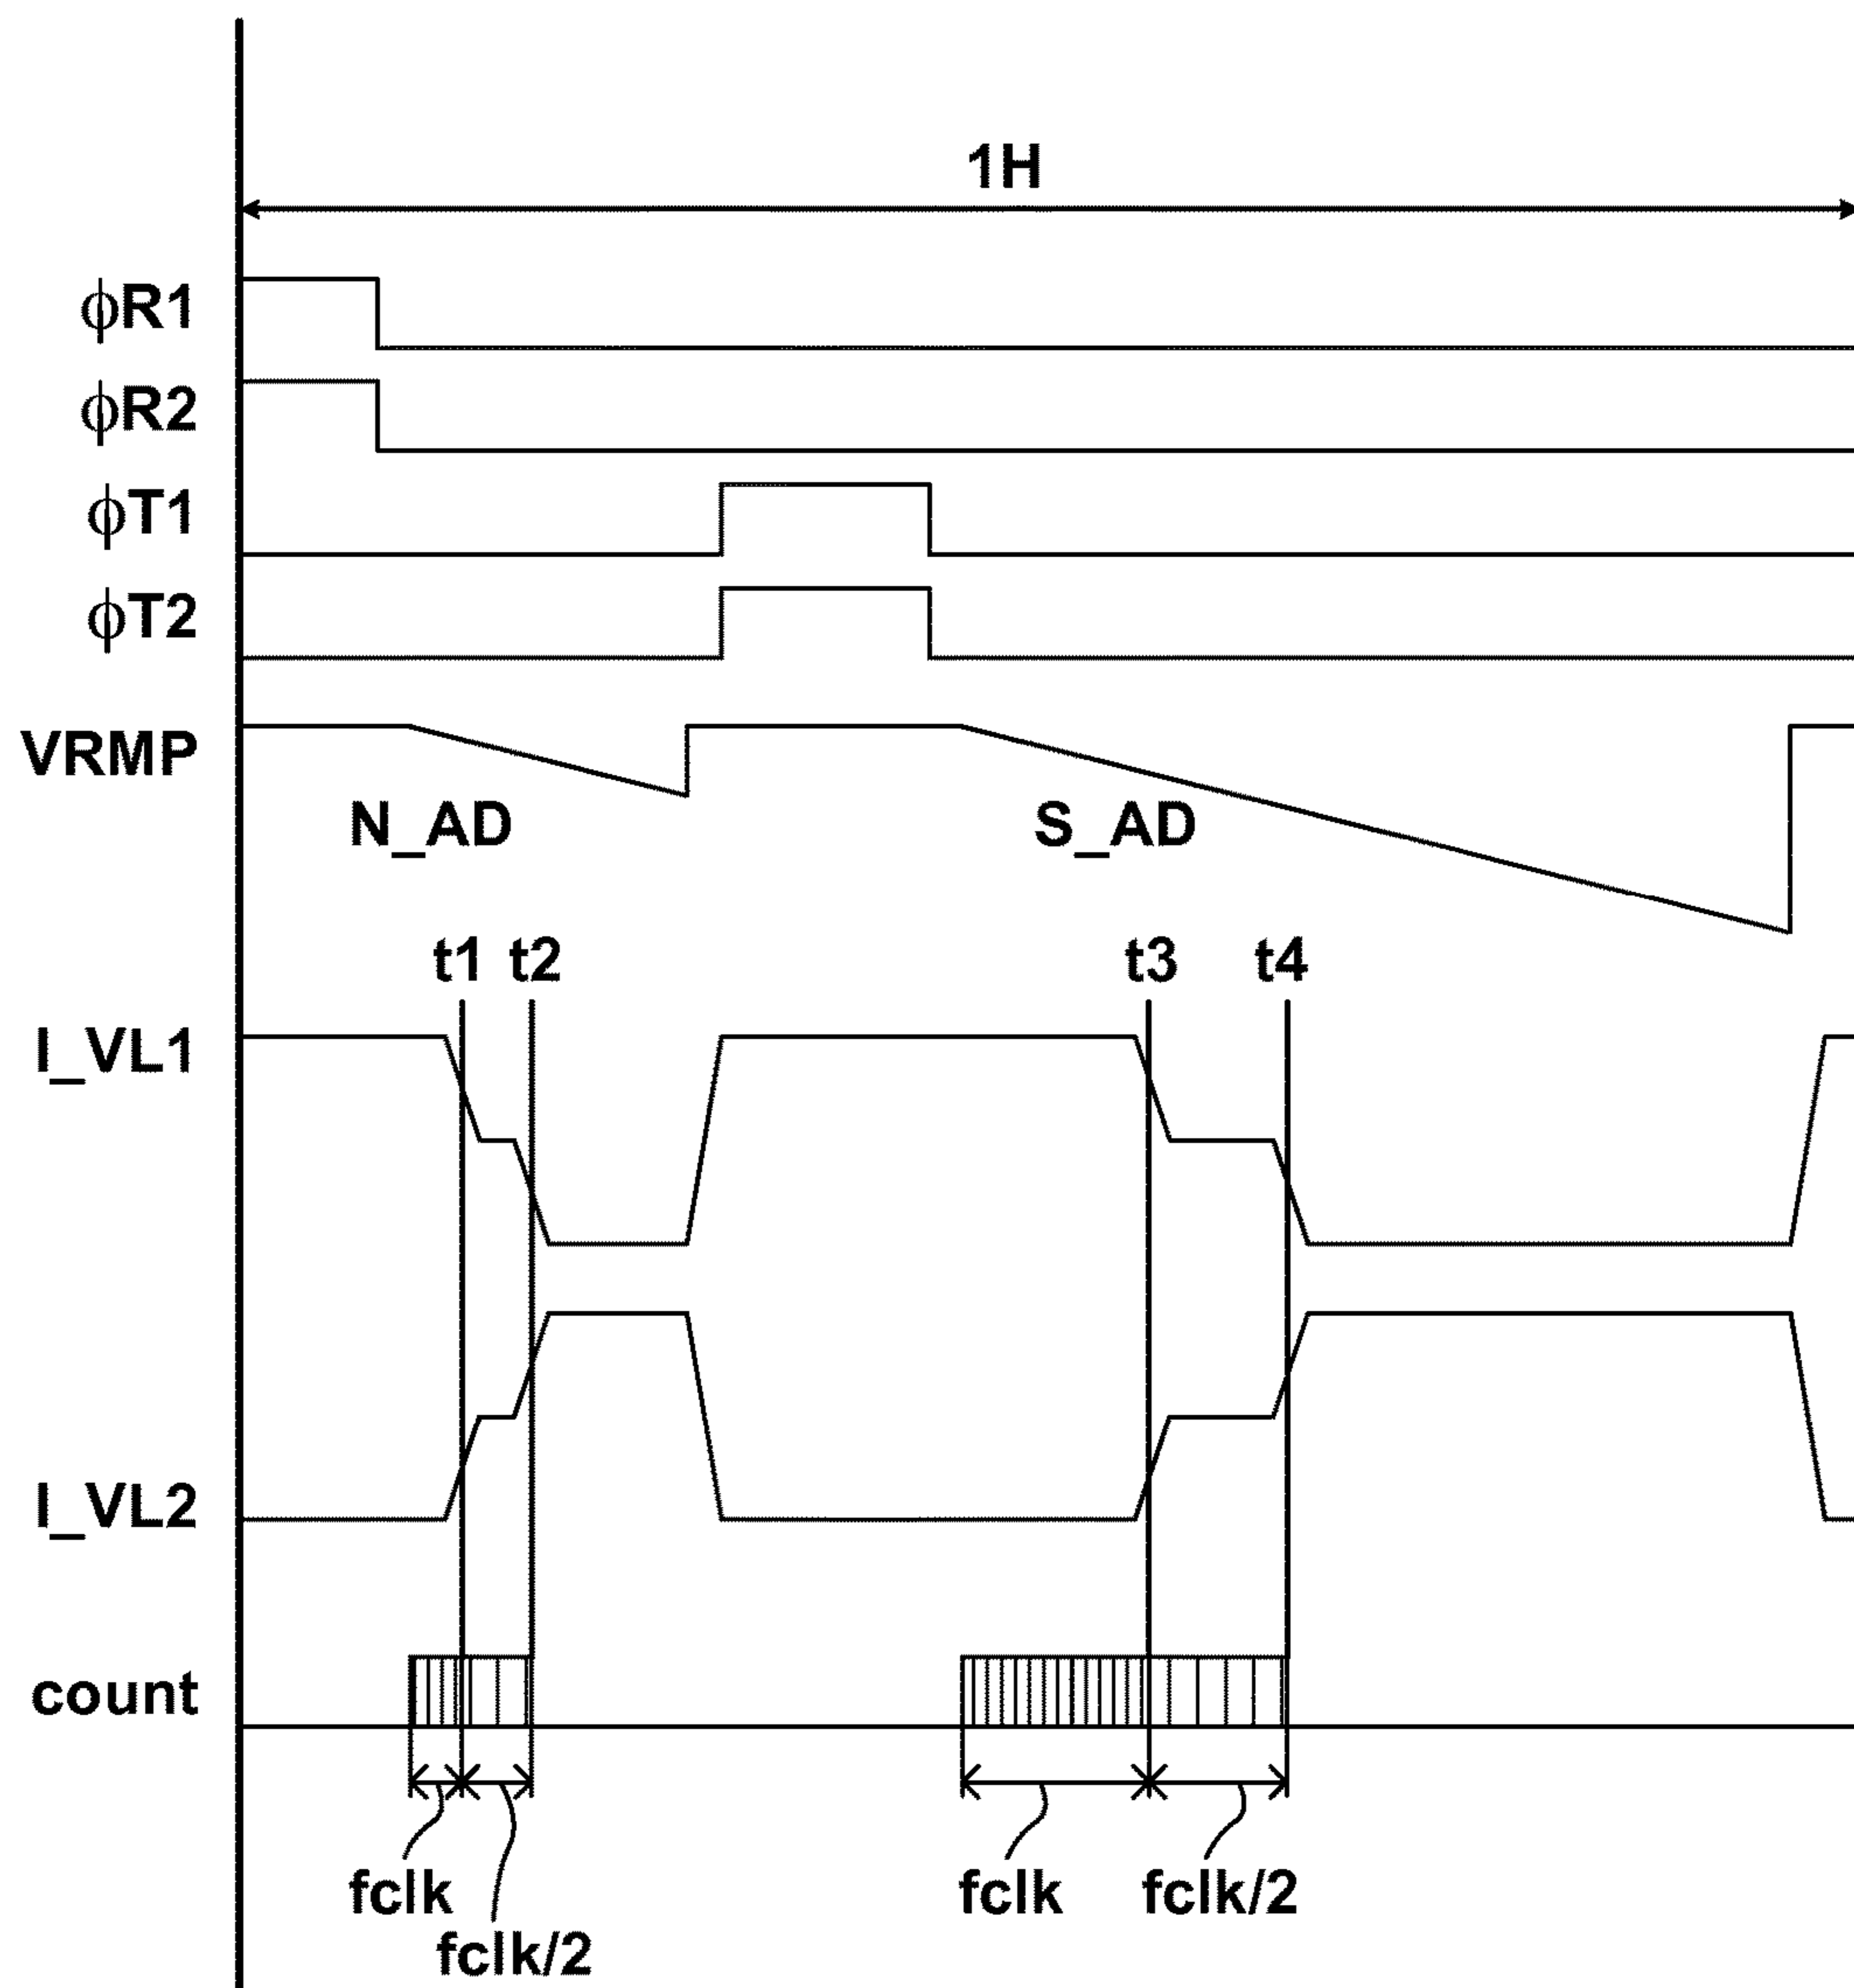 1H
ϕR1
ϕR2
ϕT1
ϕT2
VRMP
N_AD S_AD
t1 t2 t3 t4
I_VL1
I_VL2
count
fclk fclk fclk/2
fclk/2